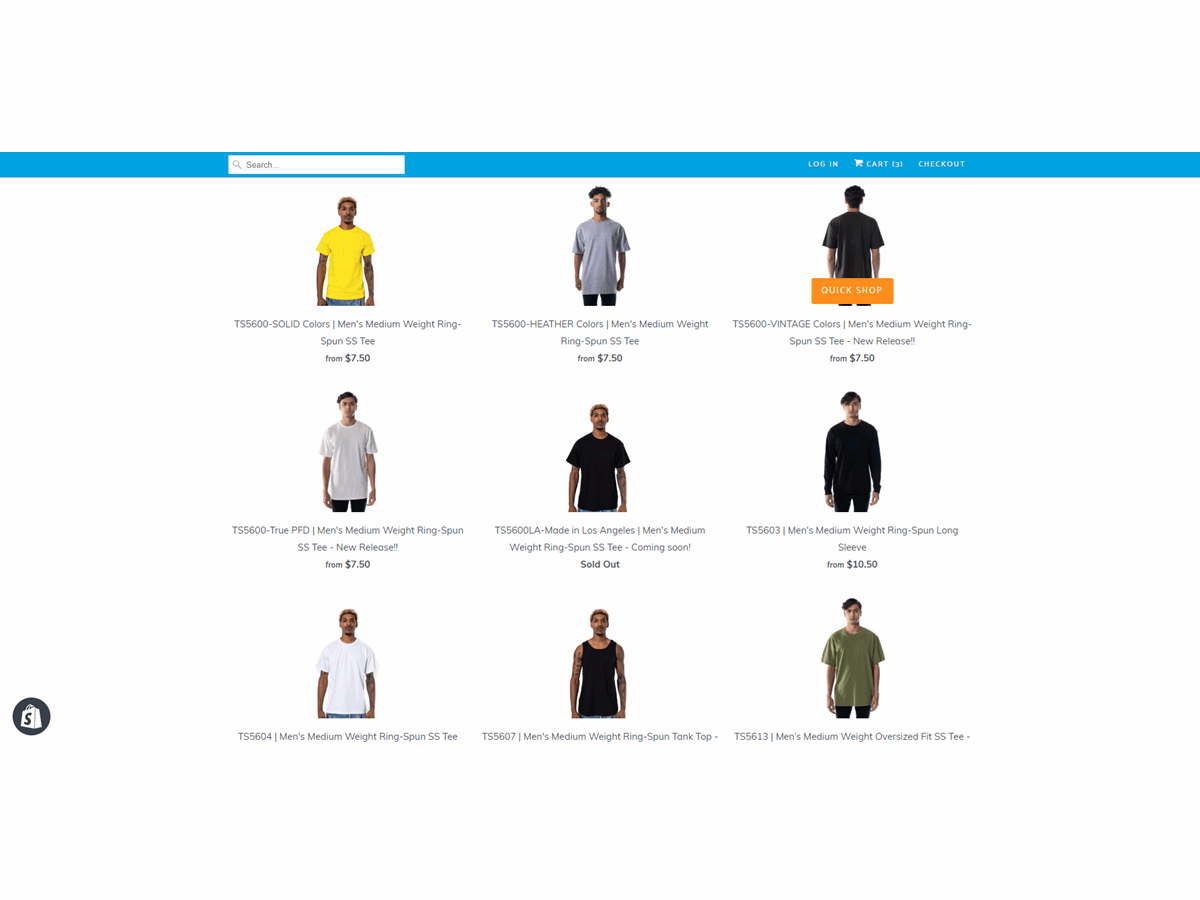 Search...
LOG IN
CART (3)
CHECKOUT
QUICK SHOP
TS5600-SOLID Colors | Men's Medium Weight Ring-
Spun SS Tee
from $7.50
TS5600-HEATHER Colors | Men's Medium Weight
Ring-Spun SS Tee
from $7.50
TS5600-VINTAGE Colors | Men's Medium Weight Ring-
Spun SS Tee - New Release!!
from $7.50
TS5600-True PFD | Men's Medium Weight Ring-Spun
SS Tee - New Release!!
from $7.50
TS5600LA-Made in Los Angeles | Men's Medium
Weight Ring-Spun SS Tee - Coming soon!
Sold Out
TS5603 | Men's Medium Weight Ring-Spun Long
Sleeve
from $10.50
TS5604 | Men's Medium Weight Ring-Spun SS Tee
TS5607 | Men's Medium Weight Ring-Spun Tank Top -
TS5613 | Men's Medium Weight Oversized Fit SS Tee -